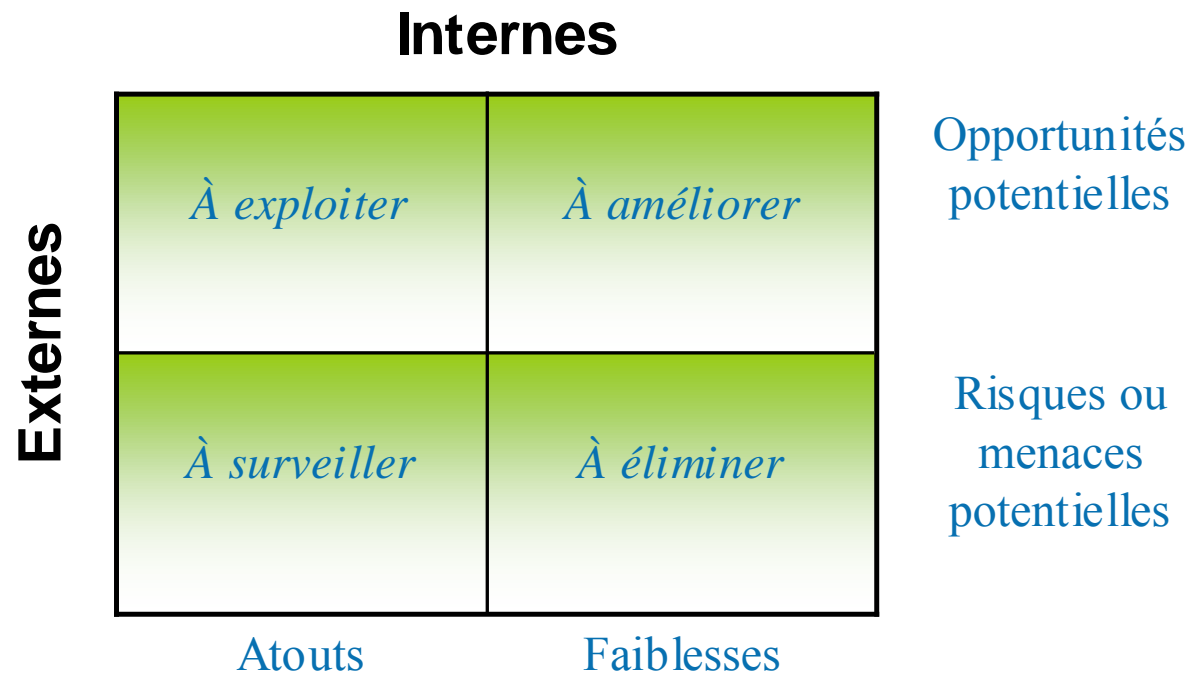 Internes
Externes
À exploiter
À améliorer
Opportunités
potentielles
À surveiller
À éliminer
Risques ou
menaces
potentielles
Atouts
Faiblesses